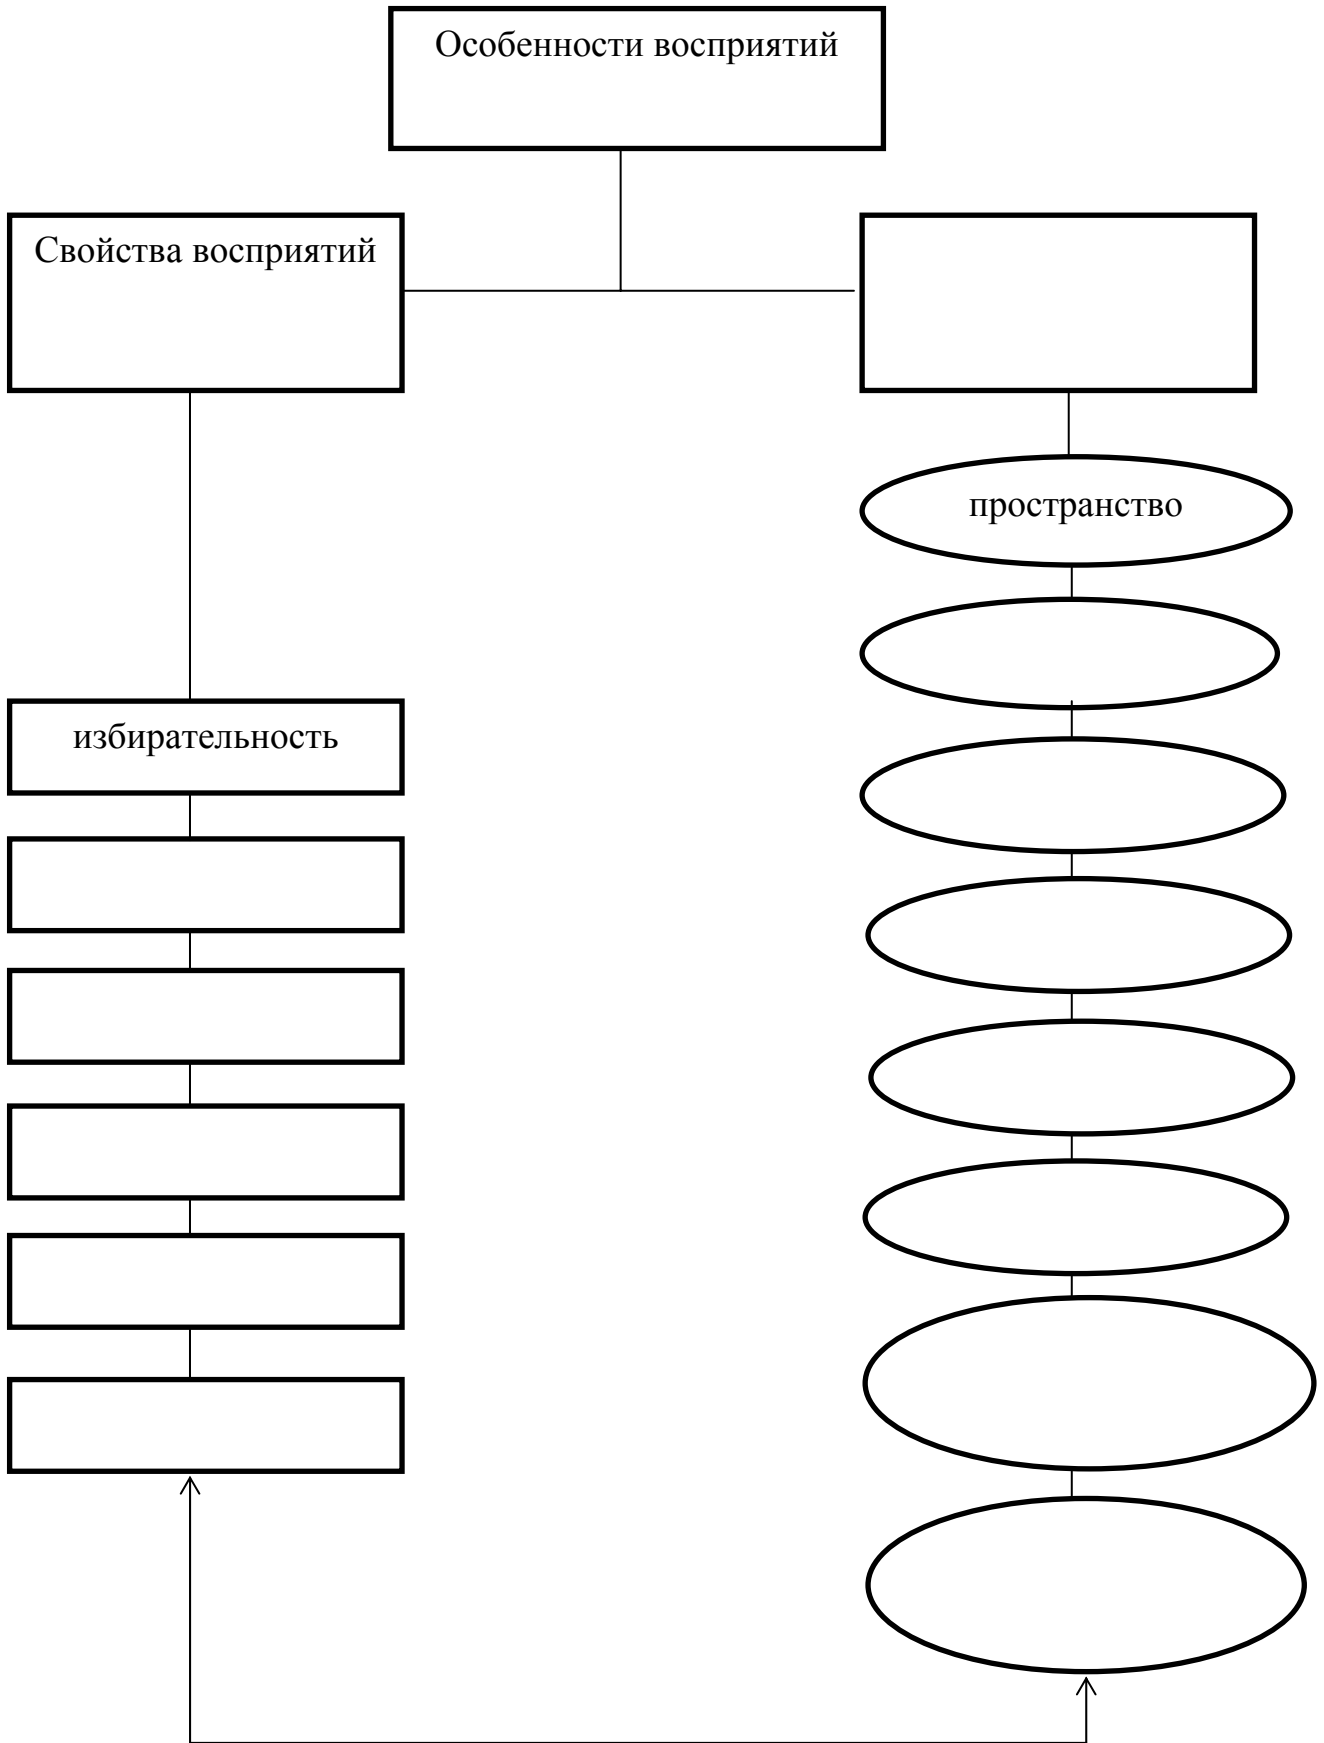 Особенности восприятий
Свойства восприятий
пространство
избирательность